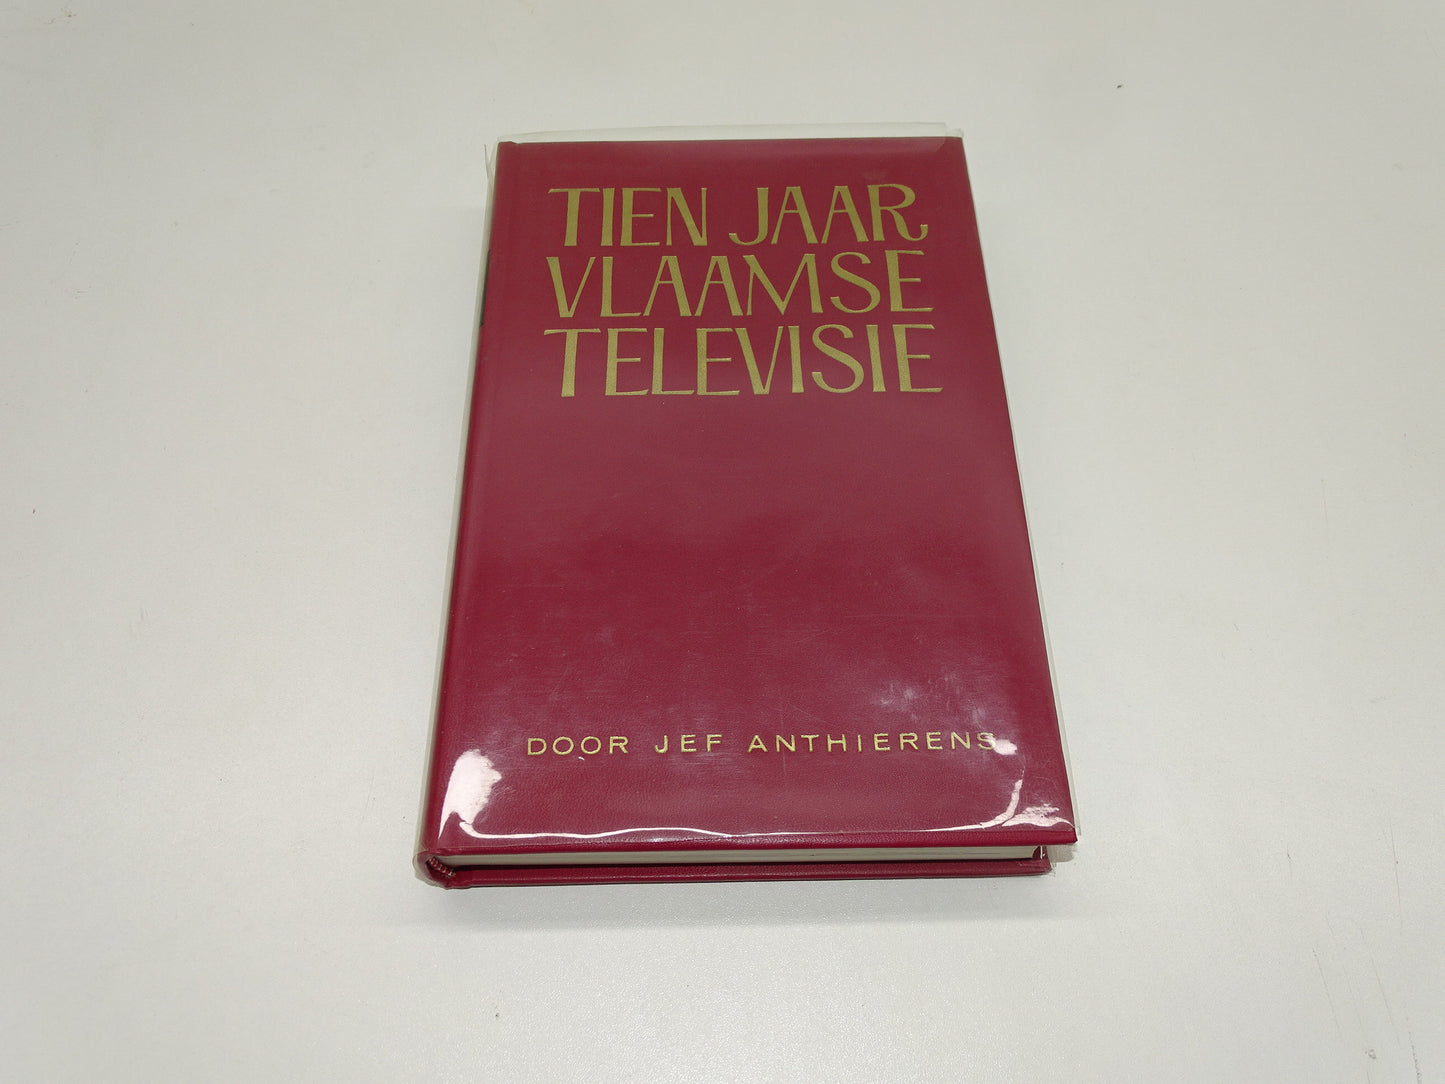 TIEN JAAR
VLAAMSE
TELEVISIE
DOOR JEF ANTHIERENS